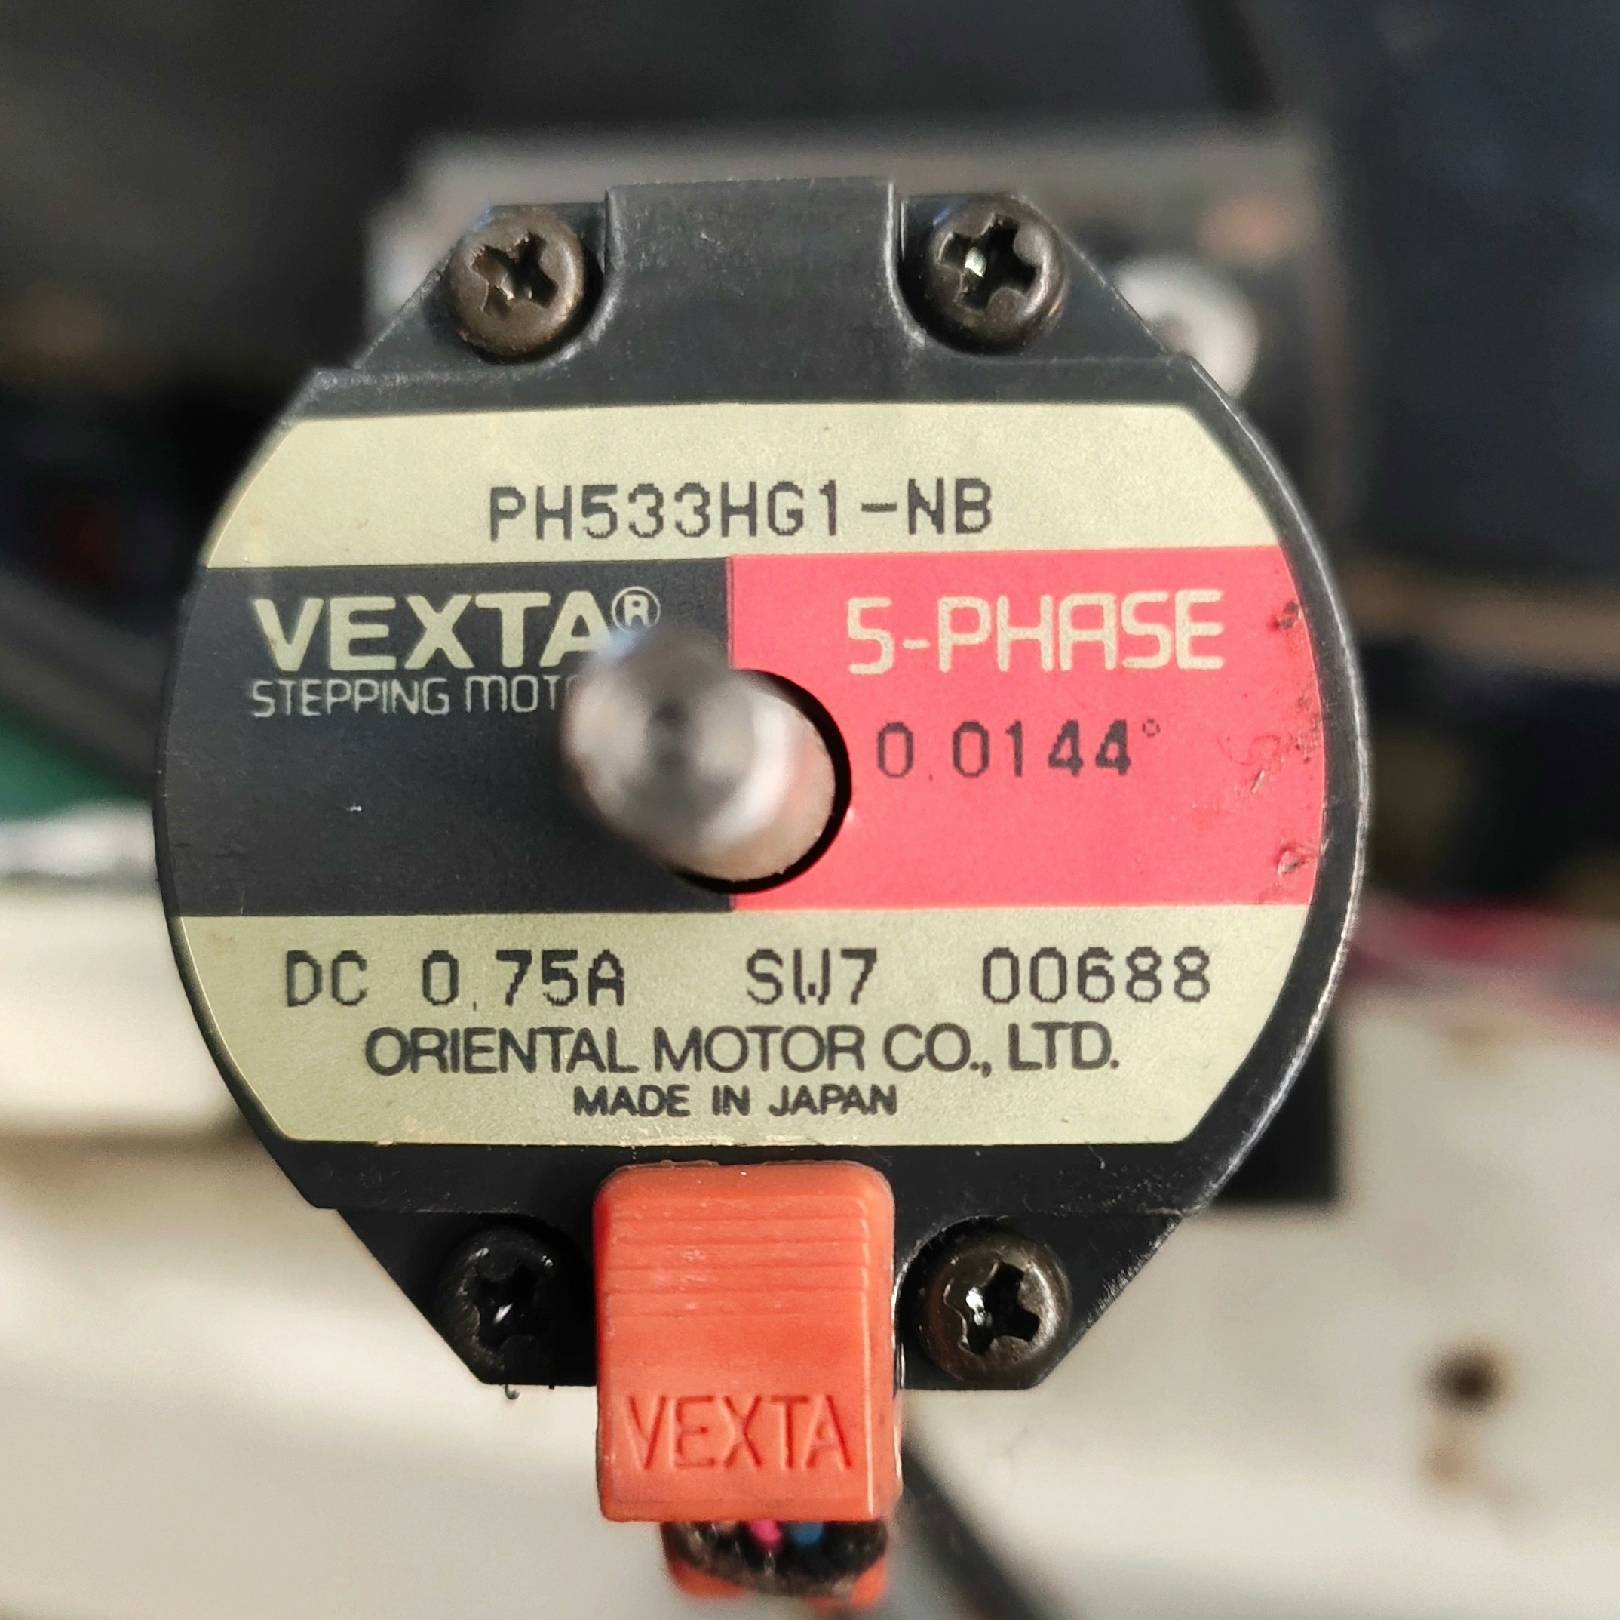 PH533HG1-NB
VEXTA®
STEPPING
5-PHASE
0.0144°
DC 0.75A SW7 00688
ORIENTAL MOTOR CO., LTD.
MADE IN JAPAN
VEXTA